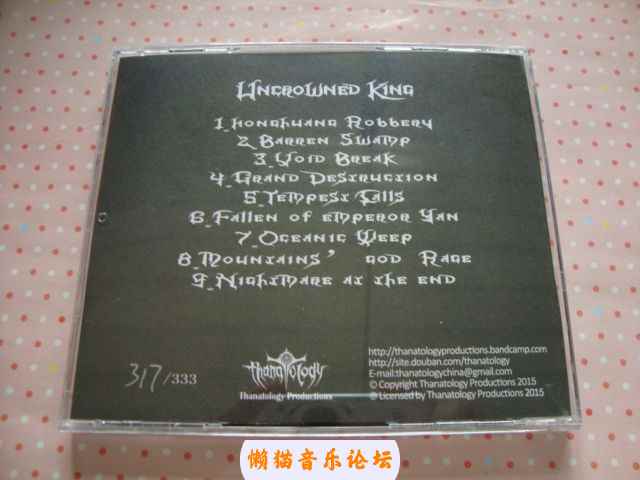 Uncrowned King
1. Honghuang Robbery
2. Barren Swamp
3. Void Break
4. Grand Destruction
5. Tempest Falls
6. Fallen of emperor Yan
7. Oceanic Weep
8. Mountains' god Rage
9. Nightmare at the end
317/333
Thanatology
Thanatology Productions
http://thanatologyproductions.bandcamp.com
http://site.douban.com/thanatology
E-mail:thanatologychina@gmail.com
© Copyright Thanatology Productions 2015
℗ Licensed by Thanatology Productions 2015
懒猫音乐论坛